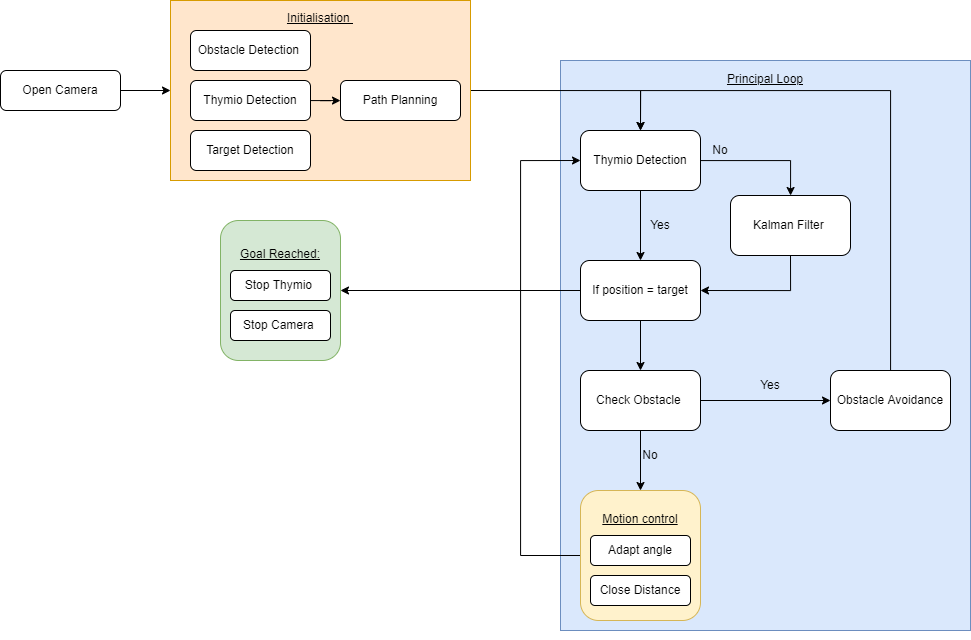 Initialisation
Obstacle Detection
Open Camera
Thymio Detection
Path Planning
Target Detection
Principal Loop
Thymio Detection
No
Yes
Kalman Filter
Goal Reached:
Stop Thymio
Stop Camera
If position = target
Check Obstacle
Yes
Obstacle Avoidance
No
Motion control
Adapt angle
Close Distance